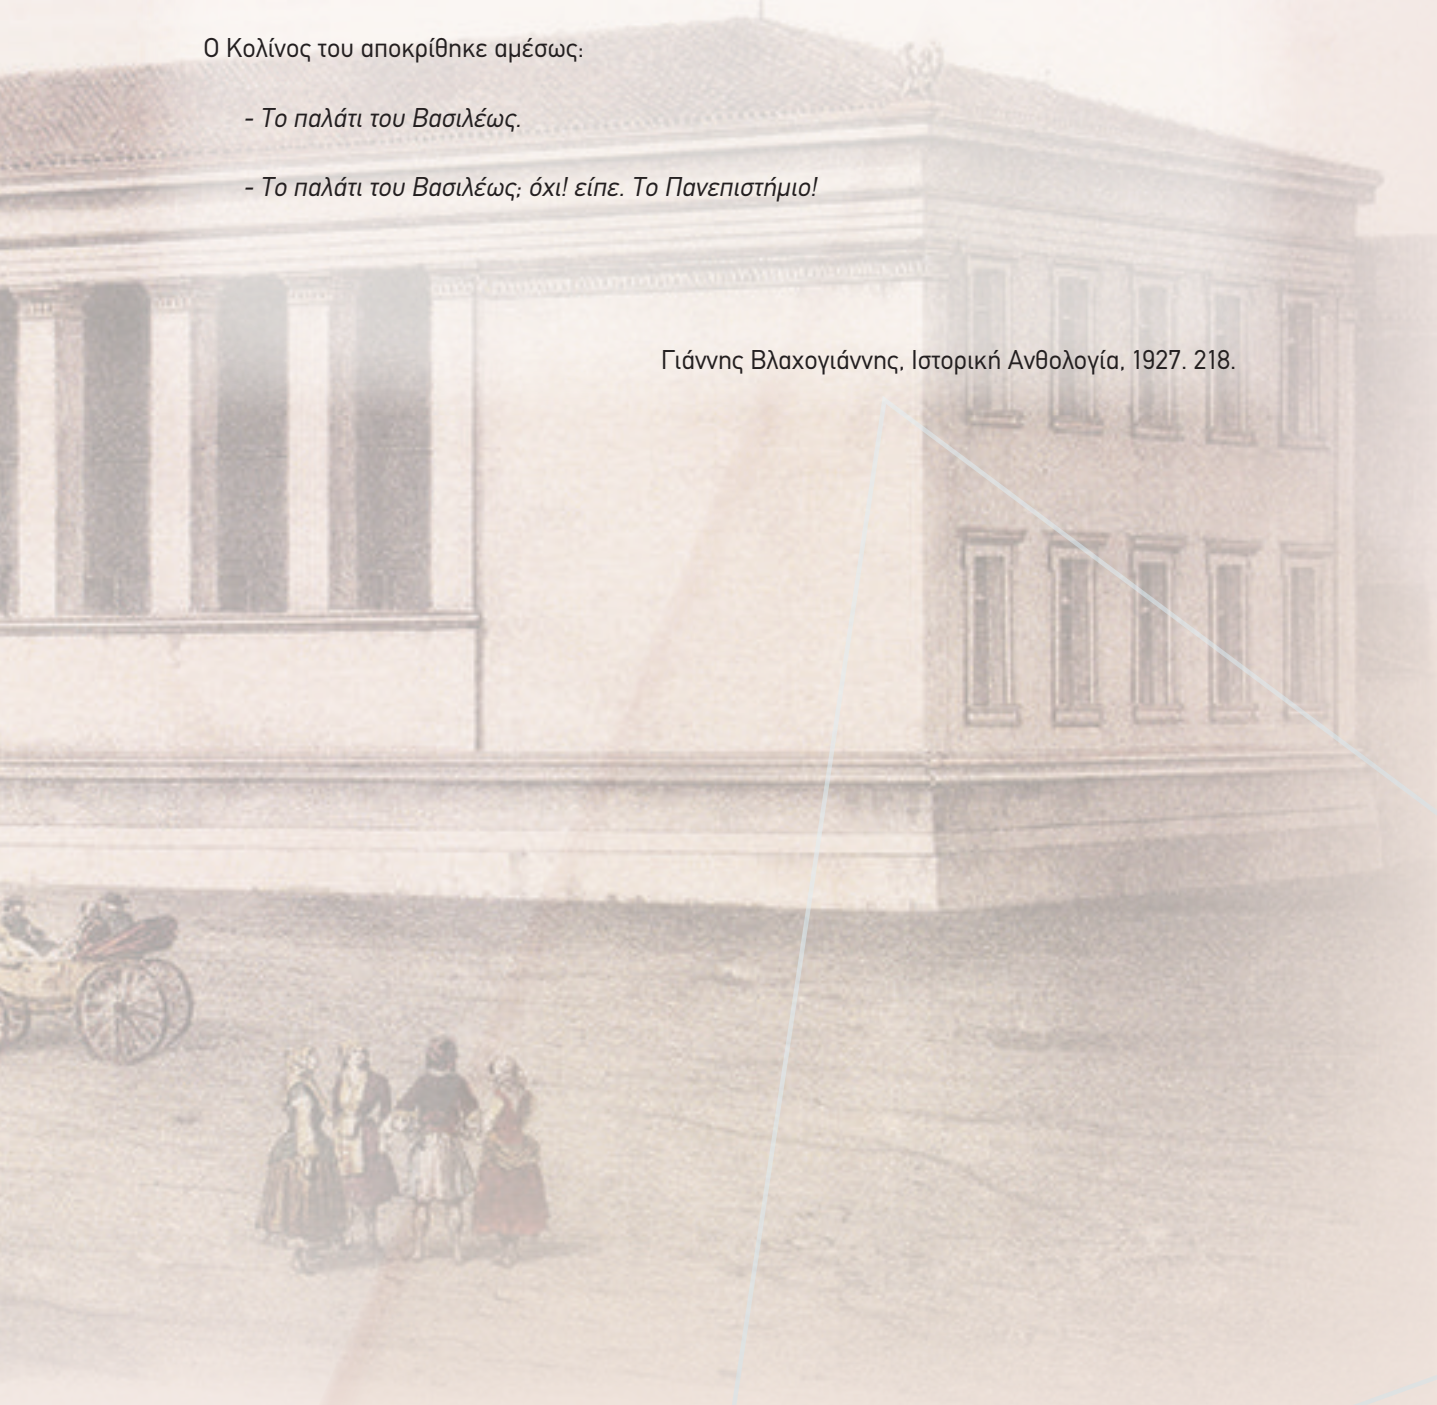 Ο Κολίνος του αποκρίθηκε αμέσως:
- Το παλάτι του Βασιλέως.
- Το παλάτι του Βασιλέως; όχι! είπε. Το Πανεπιστήμιο!
Γιάννης Βλαχογιάννης, Ιστορική Ανθολογία, 1927. 218.